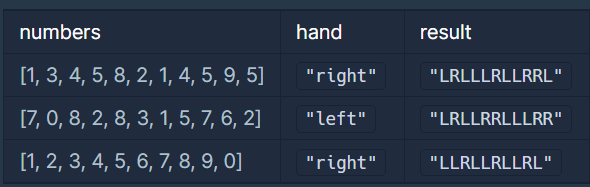 numbers hand result
[1, 3, 4, 5, 8, 2, 1, 4, 5, 9, 5] "right" "LRLLLRLLRRL"
[7, 0, 8, 2, 8, 3, 1, 5, 7, 6, 2] "left" "LRLLRRLLLRR"
[1, 2, 3, 4, 5, 6, 7, 8, 9, 0] "right" "LLRLLRLLRL"